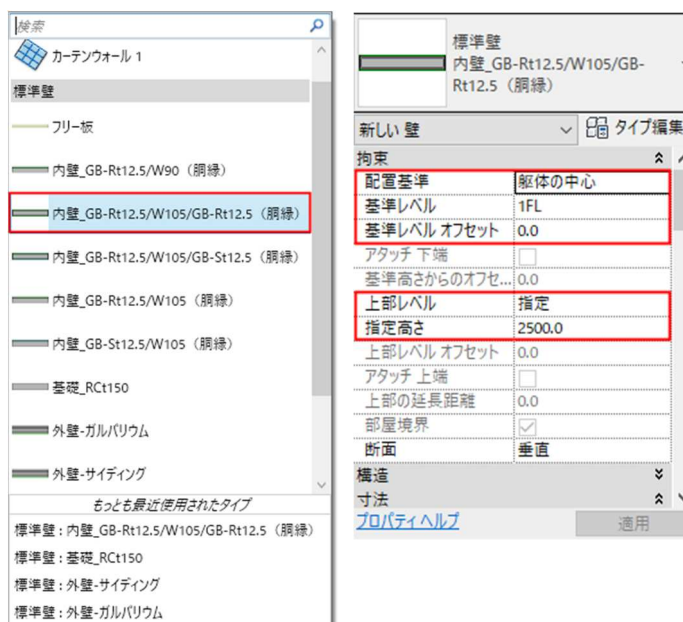 検索
カーテンウォール 1
標準壁
フリー板
内壁_GB-Rt12.5/W90（胴縁）
内壁_GB-Rt12.5/W105/GB-Rt12.5（胴縁）
内壁_GB-Rt12.5/W105/GB-St12.5（胴縁）
内壁_GB-Rt12.5/W105（胴縁）
内壁_GB-St12.5/W105（胴縁）
基礎_RCt150
外壁-ガルバリウム
外壁-サイディング
もっとも最近使用されたタイプ
標準壁 : 内壁_GB-Rt12.5/W105/GB-Rt12.5（胴縁）
標準壁 : 基礎_RCt150
標準壁 : 外壁-サイディング
標準壁 : 外壁-ガルバリウム
標準壁
内壁_GB-Rt12.5/W105/GB-
Rt12.5（胴縁）
新しい 壁 タイプ編集
拘束
配置基準 躯体の中心
基準レベル 1FL
基準レベル オフセット 0.0
アタッチ 下端
基準高さからのオフセ... 0.0
上部レベル 指定
指定高さ 2500.0
上部レベル オフセット 0.0
アタッチ 上端
上部の延長距離 0.0
部屋境界
断面 垂直
構造
寸法
プロパティヘルプ 適用